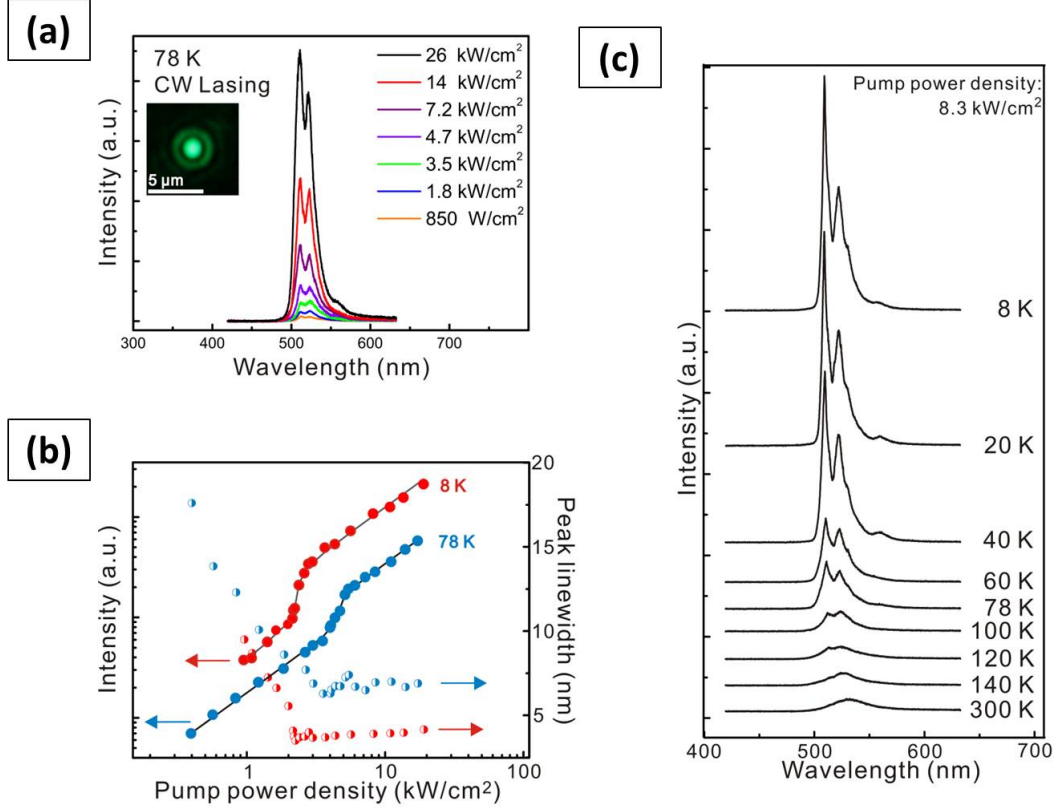 (a)
78 K
CW Lasing
5 µm
26 kW/cm²
14 kW/cm²
7.2 kW/cm²
4.7 kW/cm²
3.5 kW/cm²
1.8 kW/cm²
850 W/cm²
Intensity (a.u.)
300 400 500 600 700
Wavelength (nm)
(b)
8 K
78 K
Intensity (a.u.)
20
15
10
5
Peak linewidth (nm)
1 10 100
Pump power density (kW/cm²)
(c)
Pump power density:
8.3 kW/cm²
8 K
20 K
40 K
60 K
78 K
100 K
120 K
140 K
300 K
Intensity (a.u.)
400 500 600 700
Wavelength (nm)